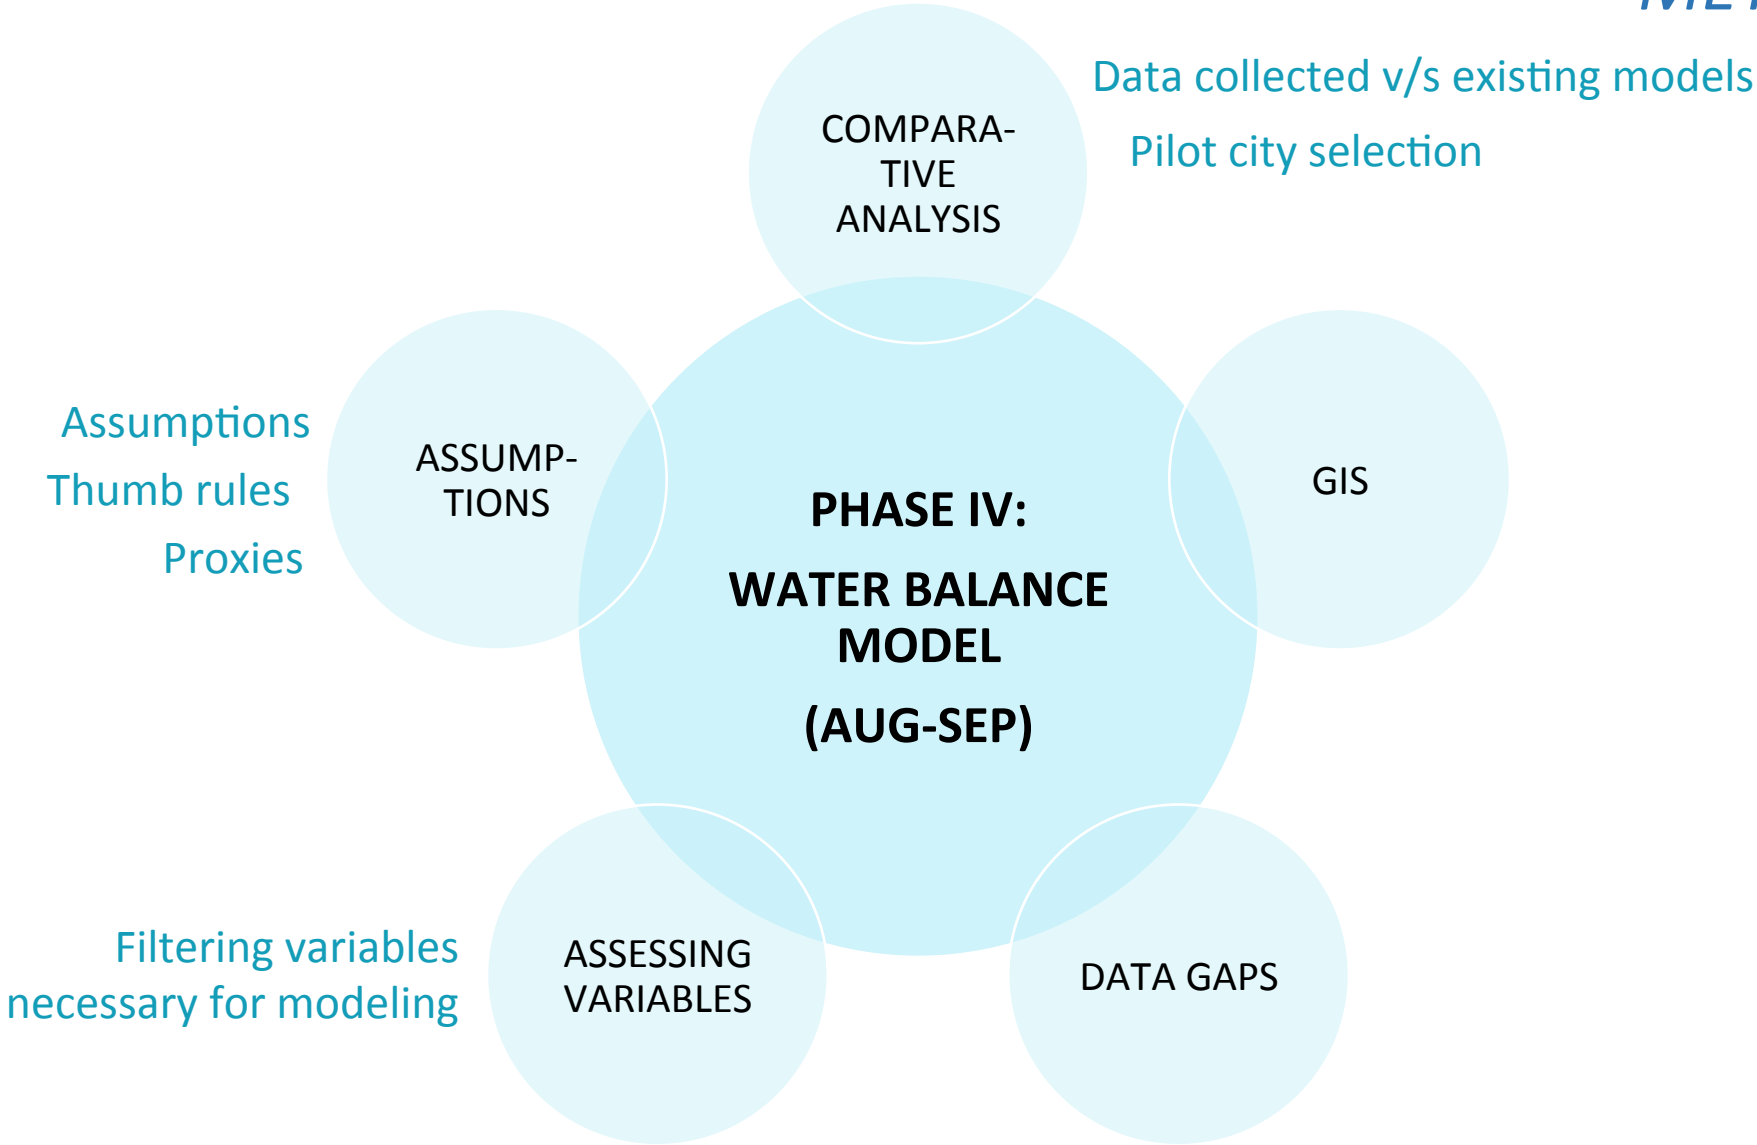 Data collected v/s existing models
Pilot city selection
COMPARA-
TIVE
ANALYSIS
Assumptions
Thumb rules
Proxies
ASSUMP-
TIONS
GIS
PHASE IV:
WATER BALANCE
MODEL
(AUG-SEP)
Filtering variables
necessary for modeling
ASSESSING
VARIABLES
DATA GAPS